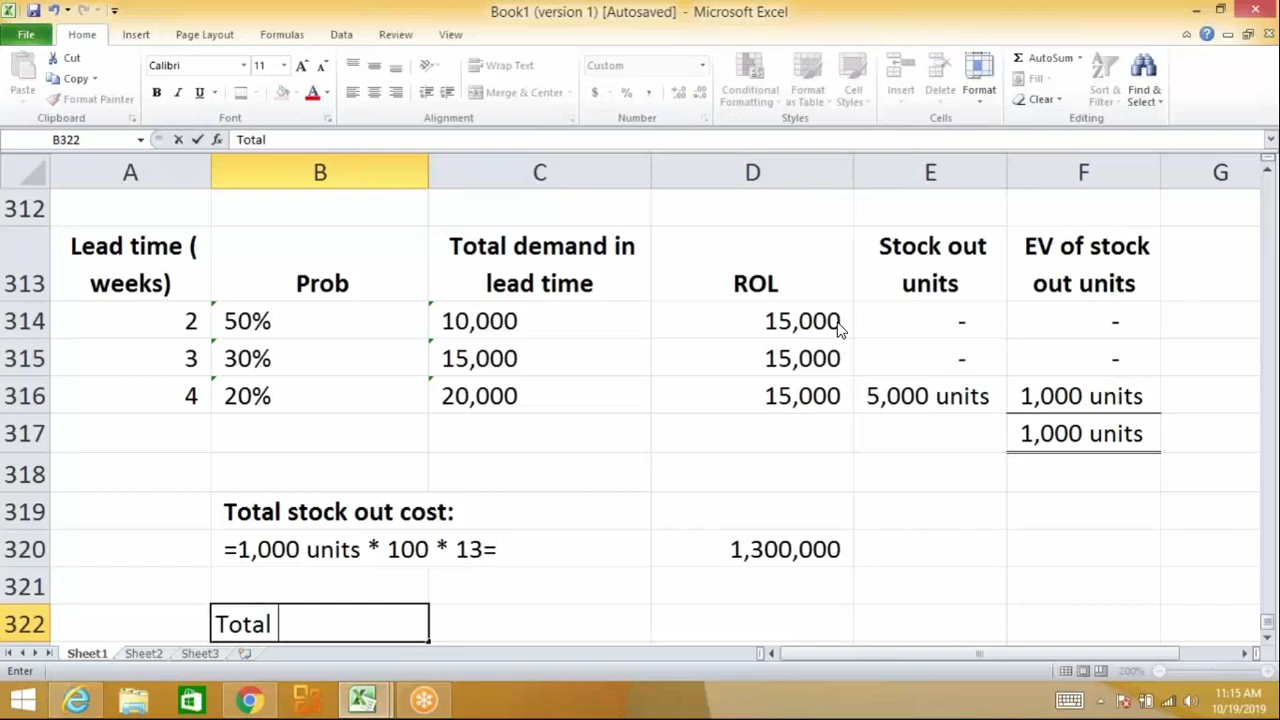 Book1 (version 1) [Autosaved] - Microsoft Excel
File Home Insert Page Layout Formulas Data Review View
Cut
Copy
Format Painter
Paste
Clipboard
Calibri 11
B I U
Font
Wrap Text
Merge & Center
Alignment
Custom
$ % ,
Number
Conditional Formatting
Format as Table
Cell Styles
Styles
Insert Delete Format
Cells
AutoSum
Fill
Clear
Sort & Filter
Find & Select
Editing
B322 fx Total
A B C D E F G
312
313 Lead time ( weeks) Prob Total demand in lead time ROL Stock out units EV of stock out units
314 2 50% 10,000 15,000 - -
315 3 30% 15,000 15,000 - -
316 4 20% 20,000 15,000 5,000 units 1,000 units
317 1,000 units
318
319 Total stock out cost:
320 =1,000 units * 100 * 13= 1,300,000
321
322 Total
Sheet1 Sheet2 Sheet3
Enter 200%
11:15 AM
10/19/2019